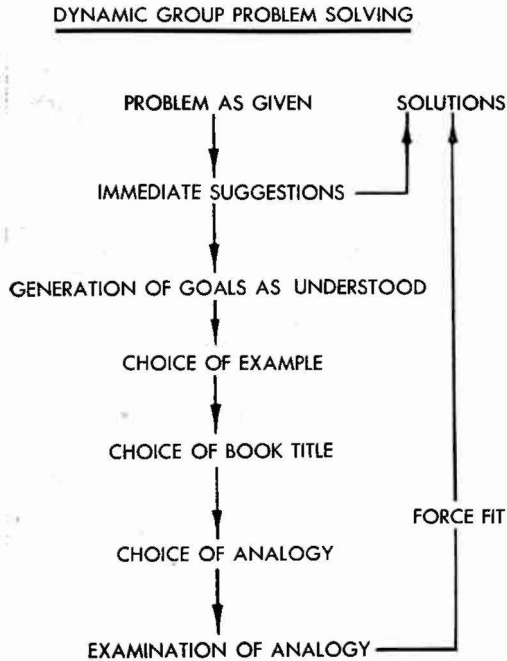 DYNAMIC GROUP PROBLEM SOLVING
PROBLEM AS GIVEN
SOLUTIONS
IMMEDIATE SUGGESTIONS
GENERATION OF GOALS AS UNDERSTOOD
CHOICE OF EXAMPLE
CHOICE OF BOOK TITLE
FORCE FIT
CHOICE OF ANALOGY
EXAMINATION OF ANALOGY